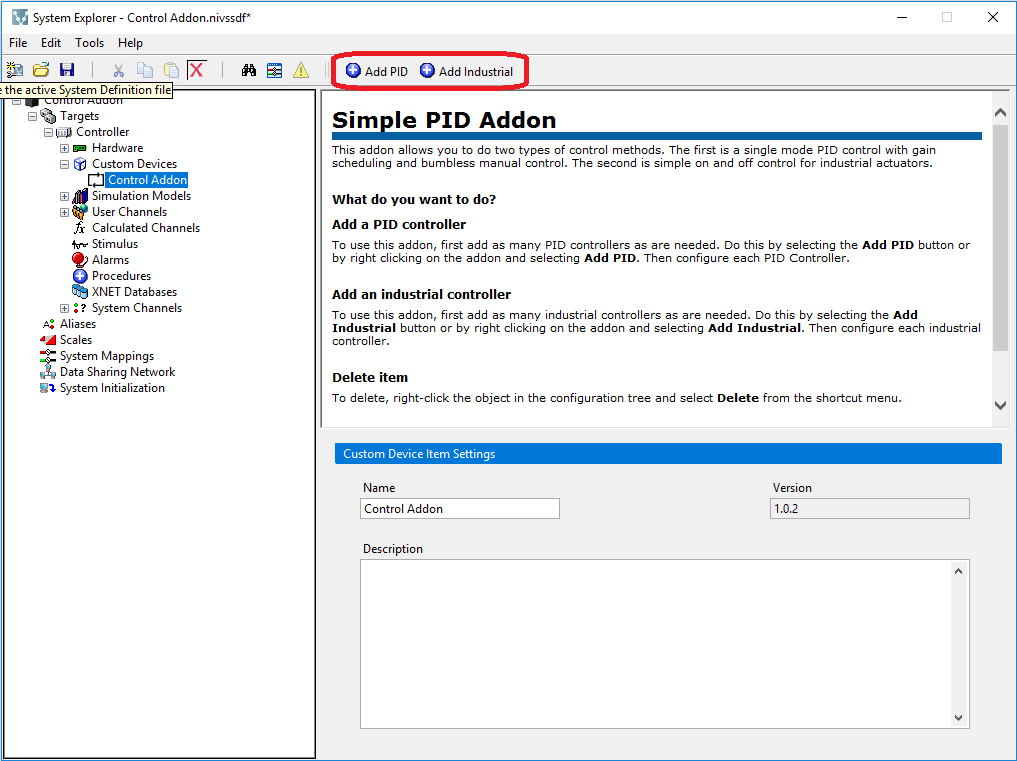 System Explorer - Control Addon.nivssdf*
File Edit Tools Help
Add PID Add Industrial
e the active System Definition file
Control Addon
Targets
Controller
Hardware
Custom Devices
Control Addon
Simulation Models
User Channels
Calculated Channels
Stimulus
Alarms
Procedures
XNET Databases
System Channels
Aliases
Scales
System Mappings
Data Sharing Network
System Initialization
Simple PID Addon
This addon allows you to do two types of control methods. The first is a single mode PID control with gain
scheduling and bumbless manual control. The second is simple on and off control for industrial actuators.
What do you want to do?
Add a PID controller
To use this addon, first add as many PID controllers as are needed. Do this by selecting the Add PID button or
by right clicking on the addon and selecting Add PID. Then configure each PID Controller.
Add an industrial controller
To use this addon, first add as many industrial controllers as are needed. Do this by selecting the Add
Industrial button or by right clicking on the addon and selecting Add Industrial. Then configure each industrial
controller.
Delete item
To delete, right-click the object in the configuration tree and select Delete from the shortcut menu.
Custom Device Item Settings
Name Version
Control Addon 1.0.2
Description